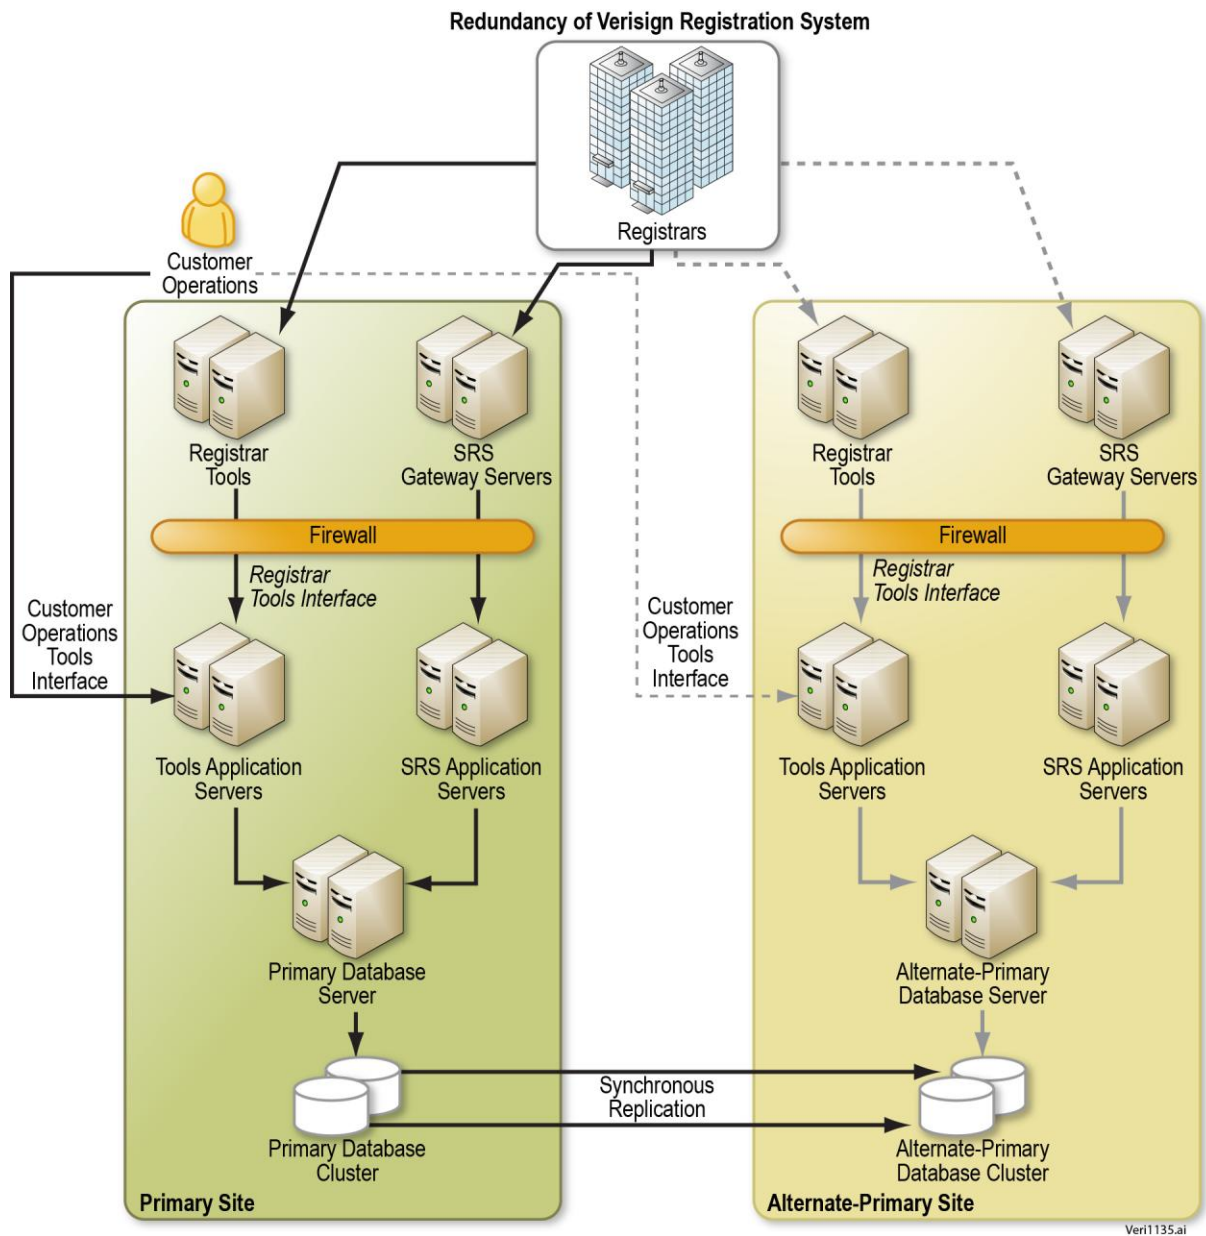 Redundancy of Verisign Registration System
Registrars
Customer
Operations
Registrar
Tools
SRS
Gateway Servers
Firewall
Registrar
Tools Interface
Customer
Operations
Tools
Interface
Tools Application
Servers
SRS Application
Servers
Primary Database
Server
Primary Database
Cluster
Primary Site
Synchronous
Replication
Registrar
Tools
SRS
Gateway Servers
Firewall
Registrar
Tools Interface
Customer
Operations
Tools
Interface
Tools Application
Servers
SRS Application
Servers
Alternate-Primary
Database Server
Alternate-Primary
Database Cluster
Alternate-Primary Site
Veri1135.ai